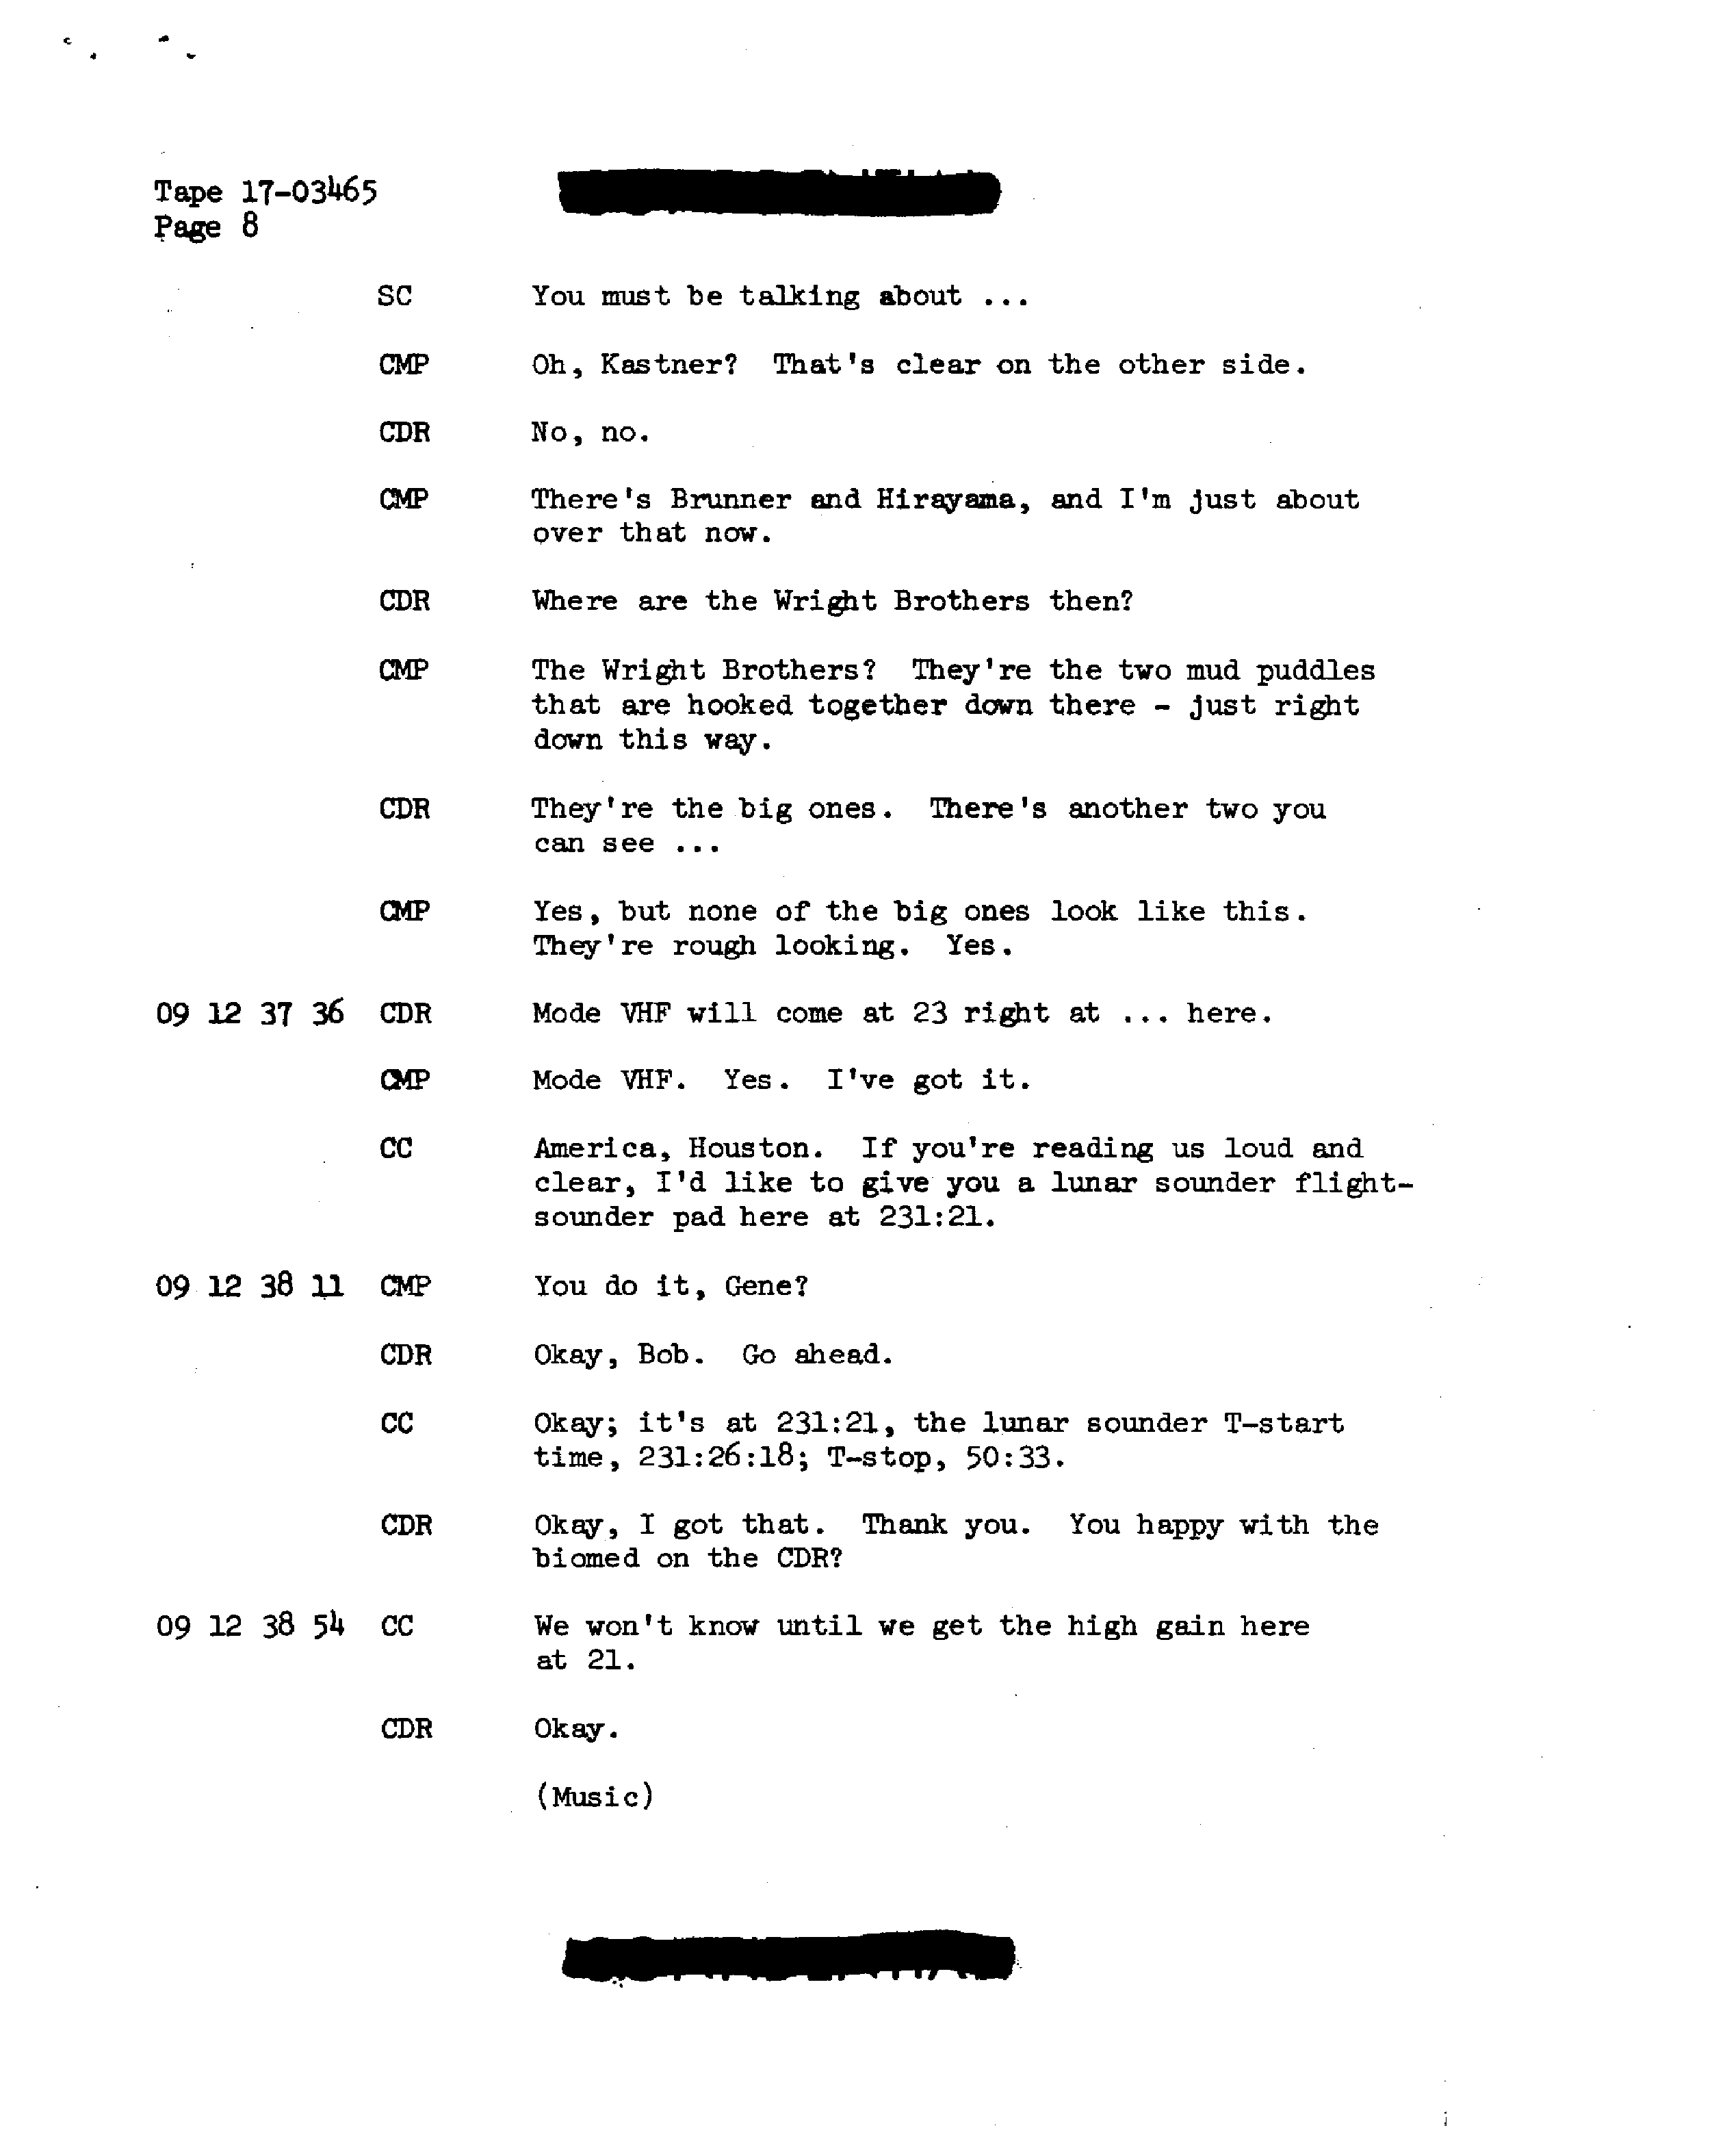 Tape 17-03465
Page 8
SC You must be talking about ...
CMP Oh, Kastner? That's clear on the other side.
CDR No, no.
CMP There's Brunner and Hirayama, and I'm just about
over that now.
CDR Where are the Wright Brothers then?
CMP The Wright Brothers? They're the two mud puddles
that are hooked together down there - just right
down this way.
CDR They're the big ones. There's another two you
can see ...
CMP Yes, but none of the big ones look like this.
They're rough looking. Yes.
09 12 37 36 CDR Mode VHF will come at 23 right at ... here.
CMP Mode VHF. Yes. I've got it.
CC America, Houston. If you're reading us loud and
clear, I'd like to give you a lunar sounder flight-
sounder pad here at 231:21.
09 12 38 11 CMP You do it, Gene?
CDR Okay, Bob. Go ahead.
CC Okay; it's at 231:21, the lunar sounder T-start
time, 231:26:18; T-stop, 50:33.
CDR Okay, I got that. Thank you. You happy with the
biomed on the CDR?
09 12 38 54 CC We won't know until we get the high gain here
at 21.
CDR Okay.
(Music)